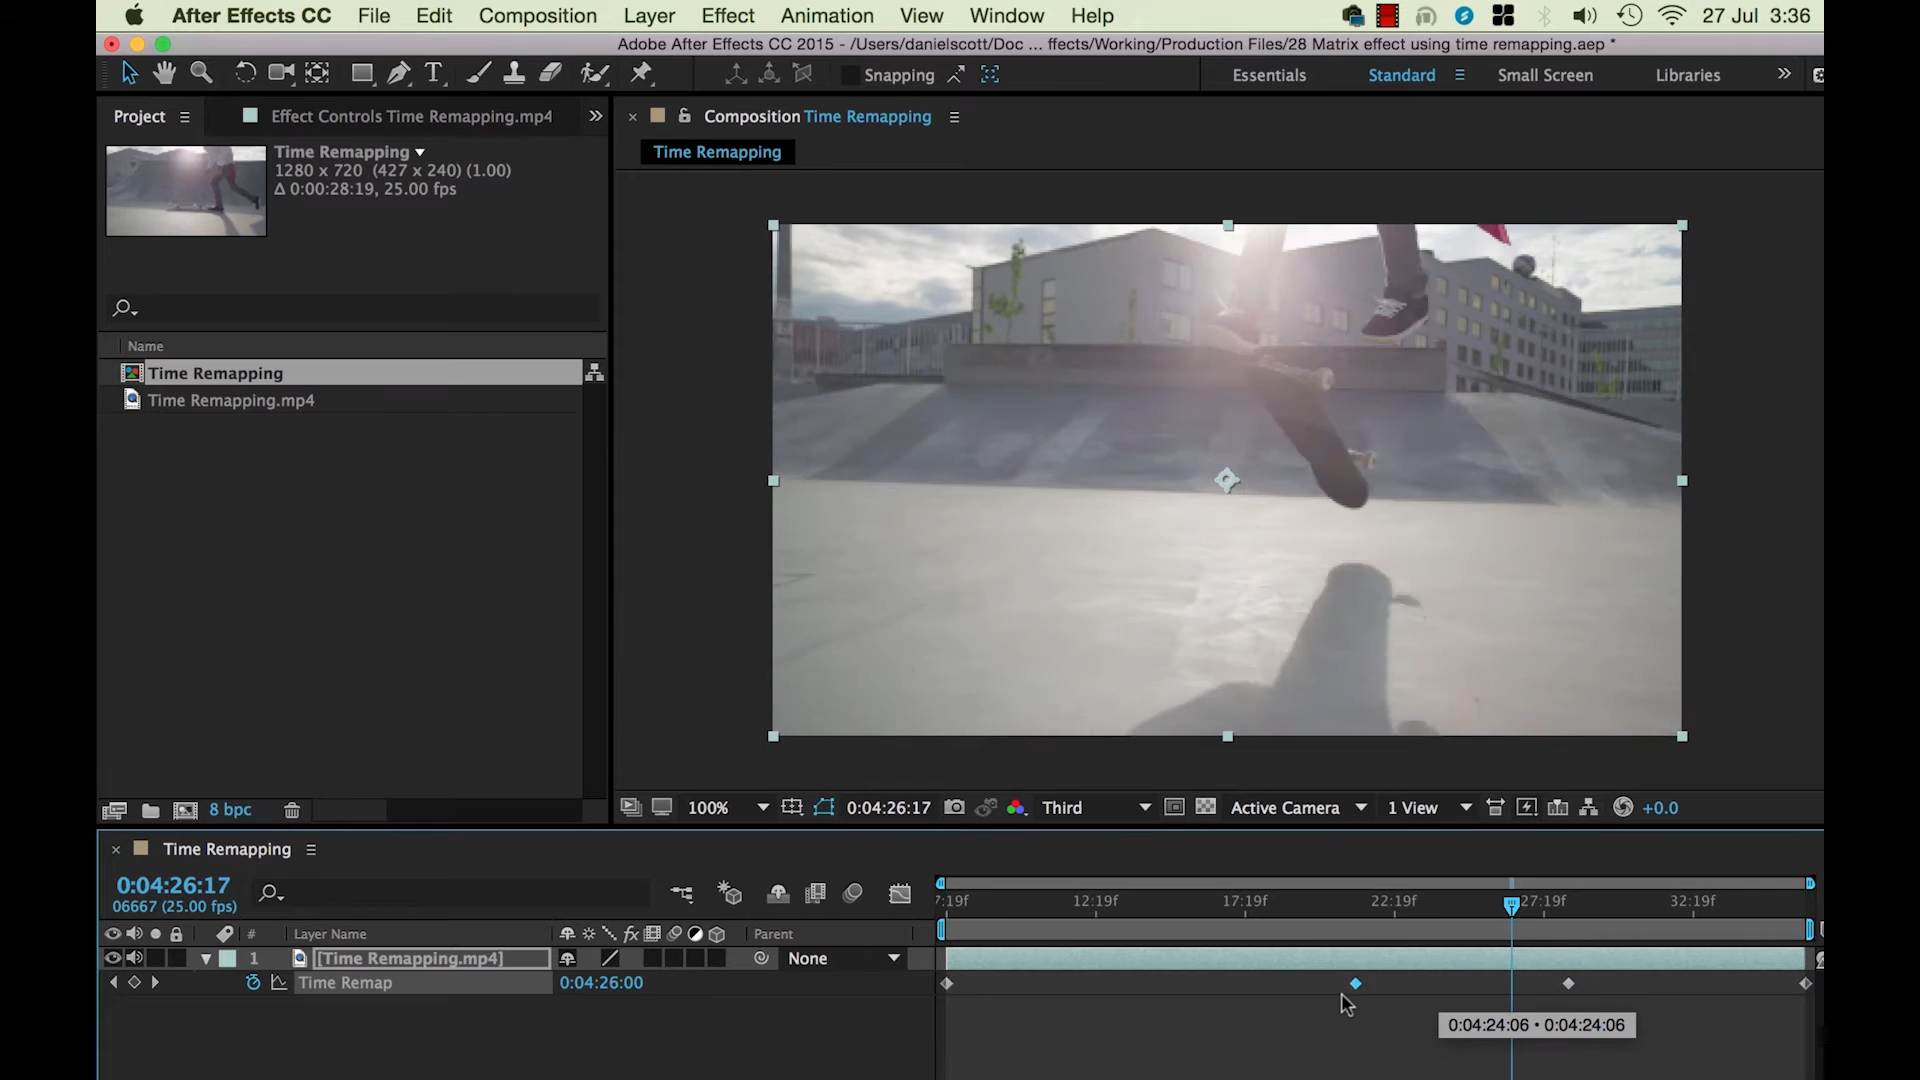 After Effects CC File Edit Composition Layer Effect Animation View Window Help 27 Jul 3:36
Adobe After Effects CC 2015 - /Users/danielscott/Doc ... ffects/Working/Production Files/28 Matrix effect using time remapping.aep *
T Snapping Essentials Standard Small Screen Libraries
Project Effect Controls Time Remapping.mp4
Time Remapping
1280 x 720 (427 x 240) (1.00)
Δ 0:00:28:19, 25.00 fps
Composition Time Remapping
Time Remapping
Name
Time Remapping
Time Remapping.mp4
8 bpc
100% 0:04:26:17 Third Active Camera 1 View +0.0
Time Remapping
0:04:26:17
06667 (25.00 fps)
7:19f 12:19f 17:19f 22:19f 27:19f 32:19f
# Layer Name fx Parent
1 [Time Remapping.mp4] None
Time Remap 0:04:26:00
0:04:24:06 • 0:04:24:06